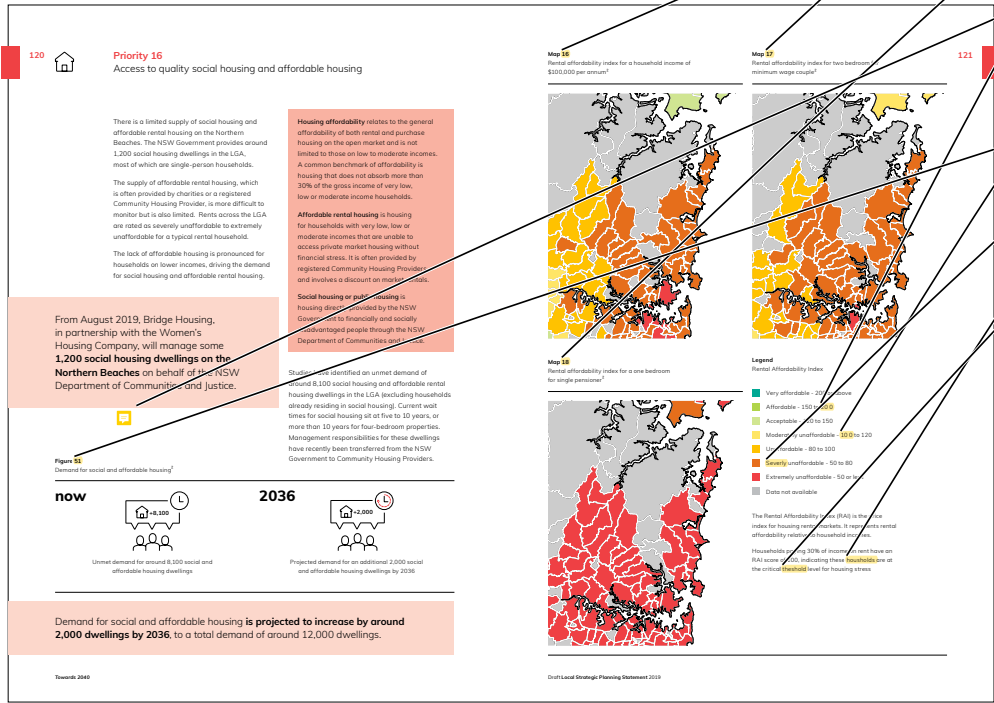 120
Priority 16
Access to quality social housing and affordable housing
There is a limited supply of social housing and
affordable rental housing on the Northern
Beaches. The NSW Government provides around
1,200 social housing dwellings in the LGA,
most of which are single-person households.
The supply of affordable rental housing, which
is often provided by charities or a registered
Community Housing Provider, is more difficult to
monitor but is also limited. Rents across the LGA
are rated as severely unaffordable to extremely
unaffordable for a typical rental household.
The lack of affordable housing is pronounced for
households on lower incomes, driving the demand
for social housing and affordable rental housing.
Housing affordability relates to the general
affordability of both rental and purchase
housing on the open market and is not
limited to those on low to moderate incomes.
A common benchmark of affordability is
housing that does not absorb more than
30% of the gross income of very low,
low or moderate income households.
Affordable rental housing is housing
for households with very low, low or
moderate incomes that are unable to
access private market housing without
financial stress. It is often provided by
registered Community Housing Providers
and involves a discount on market rentals.
Social housing or public housing is
housing directly provided by the NSW
Government to financially and socially
disadvantaged people through the NSW
Department of Communities and Justice.
From August 2019, Bridge Housing,
in partnership with the Women's
Housing Company, will manage some
1,200 social housing dwellings on the
Northern Beaches on behalf of the NSW
Department of Communities and Justice.
Studies have identified an unmet demand of
around 8,100 social housing and affordable rental
housing dwellings in the LGA (excluding households
already residing in social housing). Current wait
times for social housing sit at five to 10 years, or
more than 10 years for four-bedroom properties.
Management responsibilities for these dwellings
have recently been transferred from the NSW
Government to Community Housing Providers.
Figure 51
Demand for social and affordable housing
now
+8,100
Unmet demand for around 8,100 social and
affordable housing dwellings
2036
+2,000
Projected demand for an additional 2,000 social
and affordable housing dwellings by 2036
Demand for social and affordable housing is projected to increase by around
2,000 dwellings by 2036, to a total demand of around 12,000 dwellings.
Towards 2040
Map 16
Rental affordability index for a household income of
$100,000 per annum
Map 17
Rental affordability index for two bedroom
minimum wage couple
121
Map 18
Rental affordability index for a one bedroom
for single pensioner
Legend
Rental Affordability Index
Very affordable - 200 or above
Affordable - 150 to 20 0
Acceptable - 120 to 150
Moderately unaffordable - 10 0 to 120
Unaffordable - 80 to 100
Severly unaffordable - 50 to 80
Extremely unaffordable - 50 or less
Data not available
The Rental Affordability Index (RAI) is the price
index for housing rental markets. It represents rental
affordability relative to household incomes.
Households paying 30% of income on rent have an
RAI score of 100, indicating these housholds are at
the critical theshold level for housing stress
Draft Local Strategic Planning Statement 2019